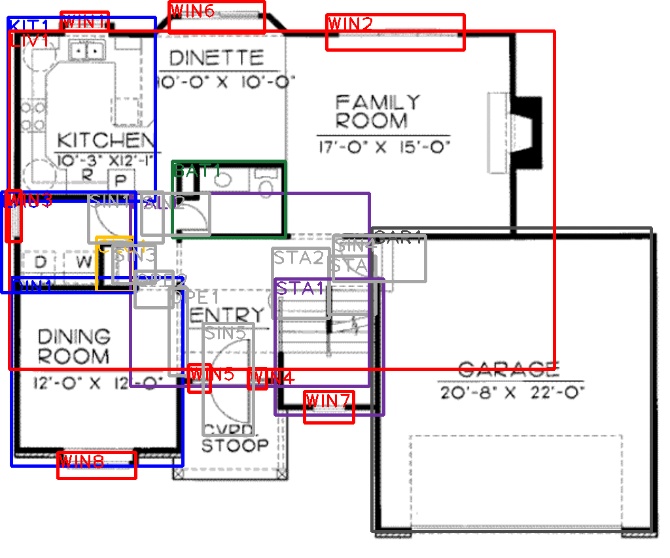 WIN6
KIT1
WIN1
WIN2
LIV1
DINETTE
10'-0" X 10'-0"
FAMILY
ROOM
17'-0" X 15'-0"
KITCHEN
10'-3" X12'-1"
R
P
BAT1
WIN3
SIN1
SIN2
GAR1
D
W
SIN3
STA2
SIN4
STA
DIN1
OPE1
STA1
ENTRY
DINING
ROOM
12'-0" X 12'-0"
SIN5
WIN5
WIN4
WIN7
GARAGE
20'-8" X 22'-0"
CVRD
STOOP
WIN8